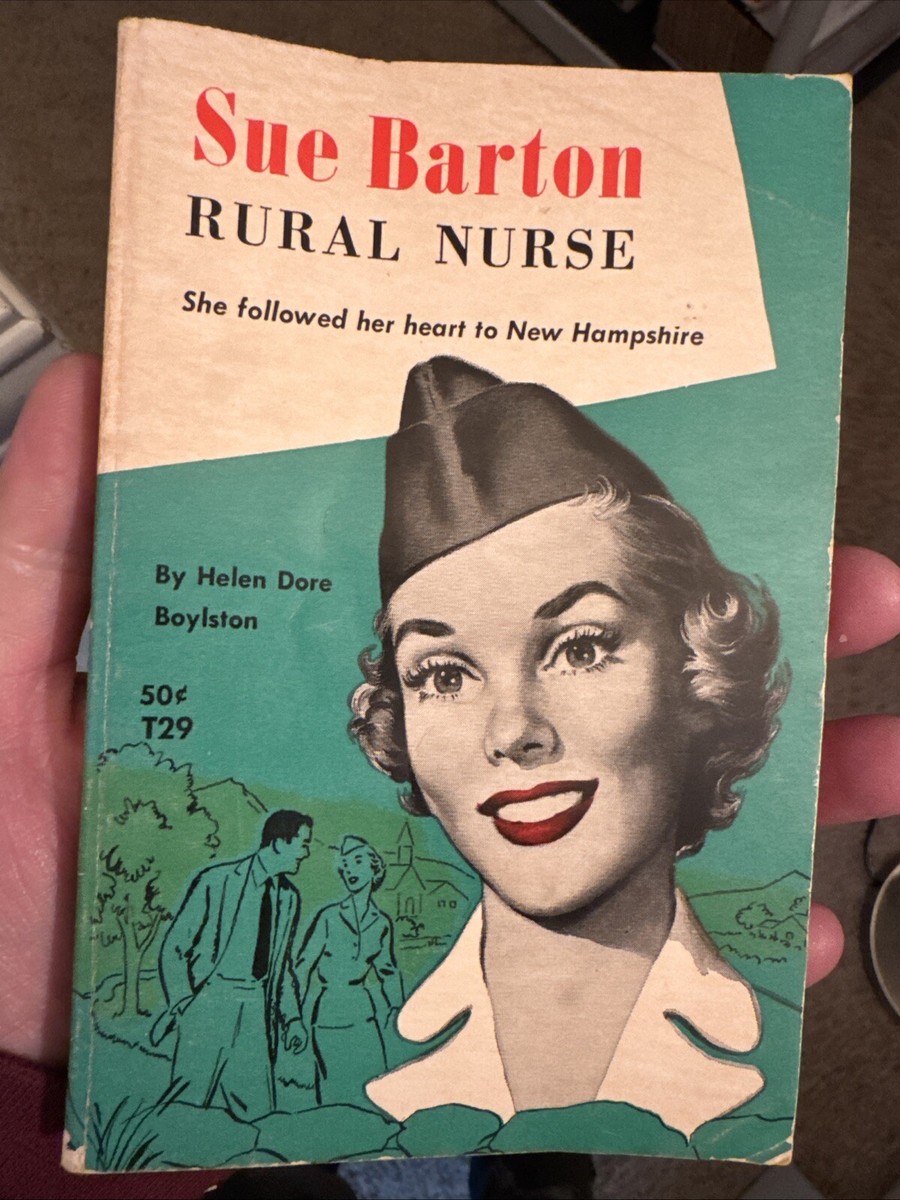 Sue Barton
RURAL NURSE
She followed her heart to New Hampshire
By Helen Dore
Boylston
50¢
T29